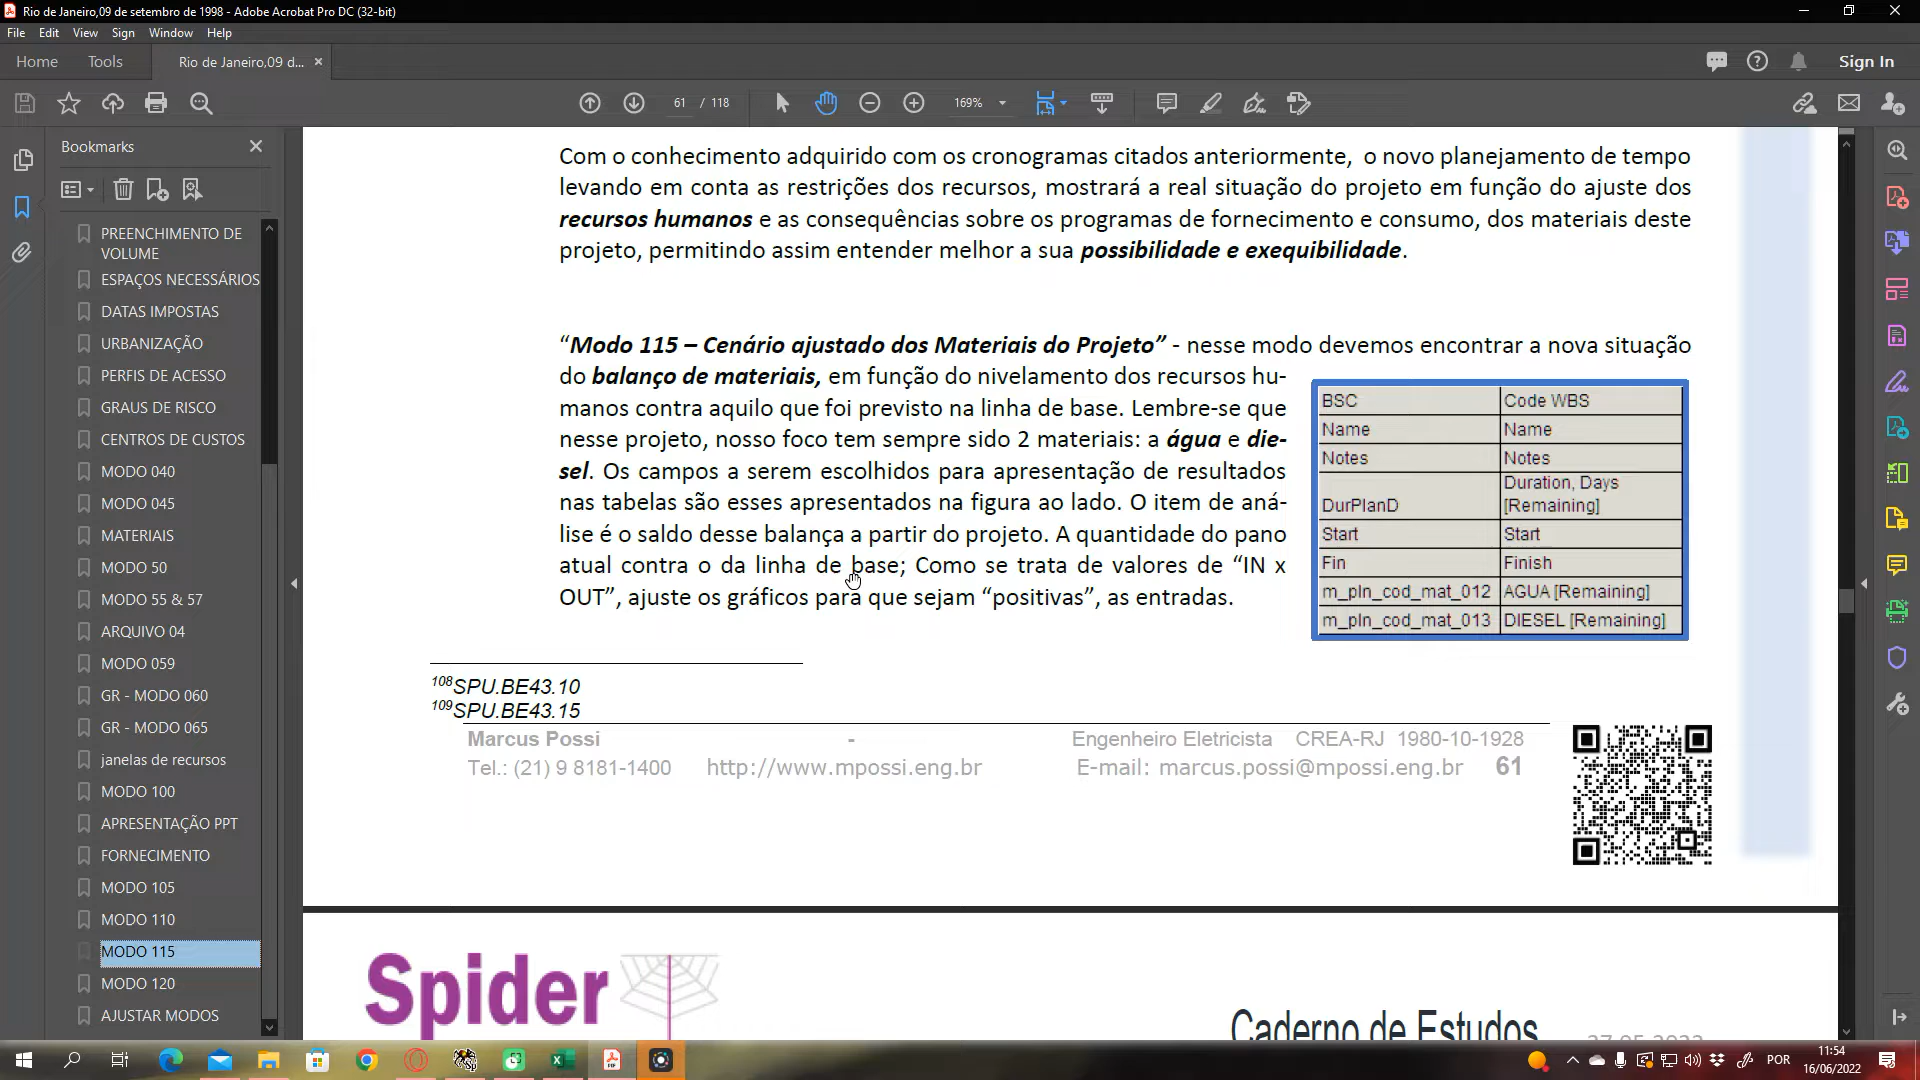 Rio de Janeiro,09 de setembro de 1998 - Adobe Acrobat Pro DC (32-bit)
File Edit View Sign Window Help
Home Tools Rio de Janeiro,09 d... × Sign In
61 / 118 169%
Bookmarks
PREENCHIMENTO DE
VOLUME
ESPAÇOS NECESSÁRIOS
DATAS IMPOSTAS
URBANIZAÇÃO
PERFIS DE ACESSO
GRAUS DE RISCO
CENTROS DE CUSTOS
MODO 040
MODO 045
MATERIAIS
MODO 50
MODO 55 & 57
ARQUIVO 04
MODO 059
GR - MODO 060
GR - MODO 065
janelas de recursos
MODO 100
APRESENTAÇÃO PPT
FORNECIMENTO
MODO 105
MODO 110
MODO 115
MODO 120
AJUSTAR MODOS
Com o conhecimento adquirido com os cronogramas citados anteriormente, o novo planejamento de tempo
levando em conta as restrições dos recursos, mostrará a real situação do projeto em função do ajuste dos
recursos humanos e as consequências sobre os programas de fornecimento e consumo, dos materiais deste
projeto, permitindo assim entender melhor a sua possibilidade e exequibilidade.
“Modo 115 – Cenário ajustado dos Materiais do Projeto” - nesse modo devemos encontrar a nova situação
do balanço de materiais, em função do nivelamento dos recursos hu-
manos contra aquilo que foi previsto na linha de base. Lembre-se que
nesse projeto, nosso foco tem sempre sido 2 materiais: a água e die-
sel. Os campos a serem escolhidos para apresentação de resultados
nas tabelas são esses apresentados na figura ao lado. O item de aná-
lise é o saldo desse balança a partir do projeto. A quantidade do pano
atual contra o da linha de base; Como se trata de valores de “IN x
OUT”, ajuste os gráficos para que sejam “positivas”, as entradas.
BSC Code WBS
Name Name
Notes Notes
DurPlanD Duration, Days
[Remaining]
Start Start
Fin Finish
m_pln_cod_mat_012 AGUA [Remaining]
m_pln_cod_mat_013 DIESEL [Remaining]
108SPU.BE43.10
109SPU.BE43.15
Marcus Possi - Engenheiro Eletricista CREA-RJ 1980-10-1928
Tel.: (21) 9 8181-1400 http://www.mpossi.eng.br E-mail: marcus.possi@mpossi.eng.br 61
Spider
Caderno de Estudos 27.05.2022
POR 11:54
16/06/2022